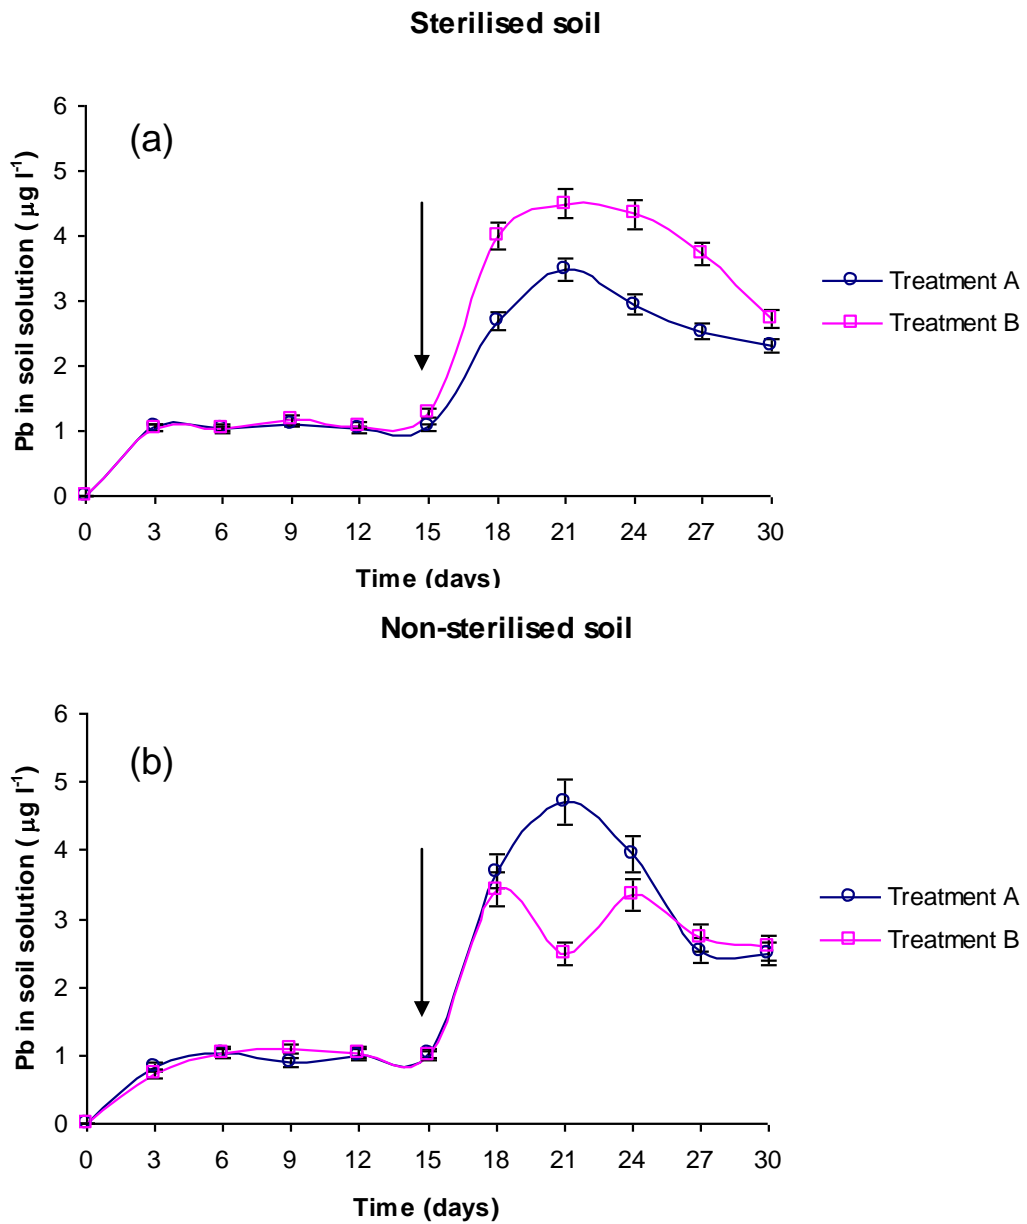 Sterilised soil
(a)
Pb in soil solution ( µg l⁻¹)
6
5
4
3
2
1
0
0 3 6 9 12 15 18 21 24 27 30
Time (days)
Treatment A
Treatment B
Non-sterilised soil
(b)
Pb in soil solution ( µg l⁻¹)
6
5
4
3
2
1
0
0 3 6 9 12 15 18 21 24 27 30
Time (days)
Treatment A
Treatment B